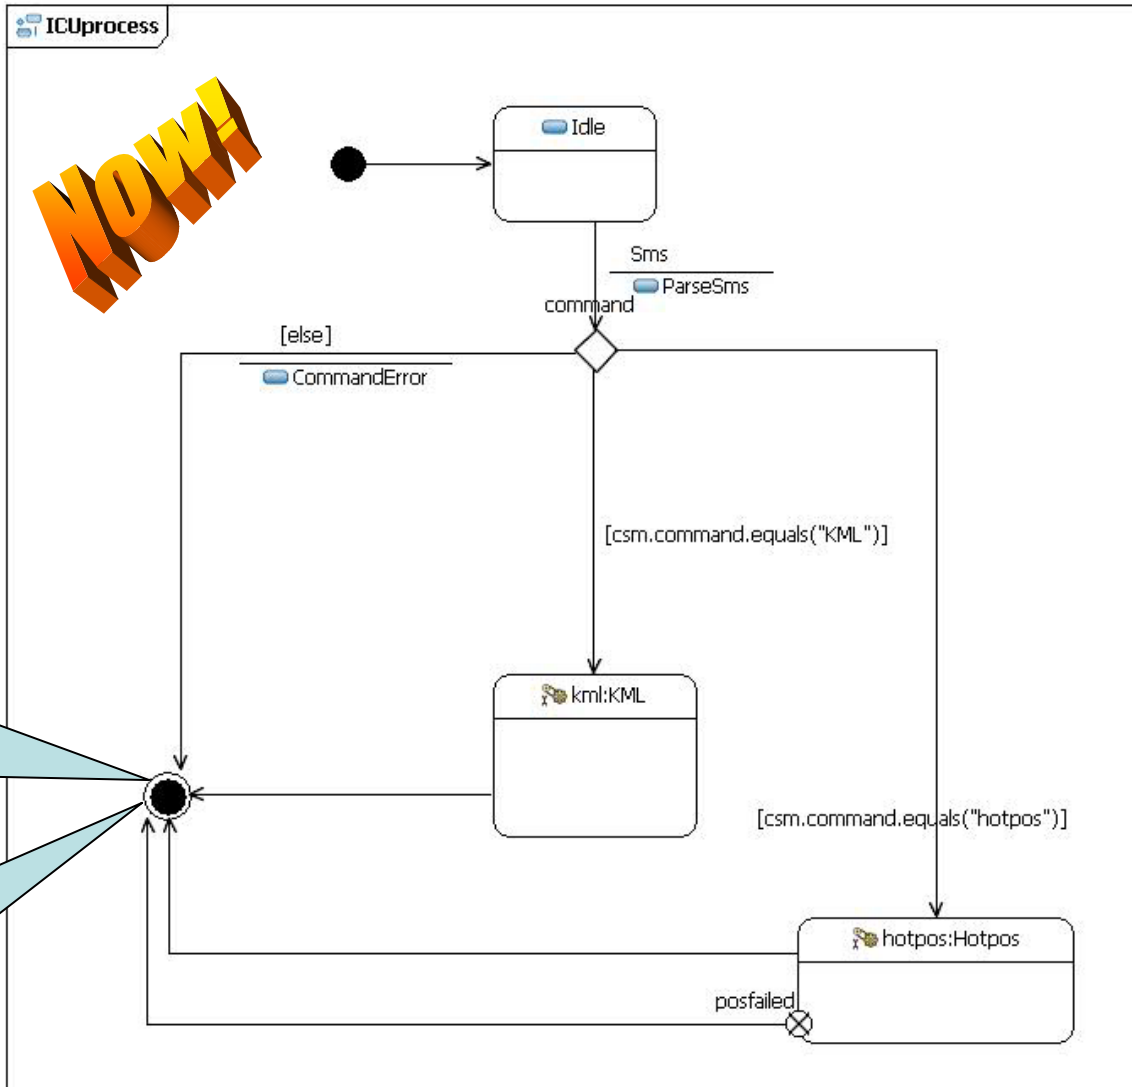 ICUprocess
Now!
Idle
Sms
ParseSms
command
[else]
CommandError
[csm.command.equals("KML")]
kml:KML
[csm.command.equals("hotpos")]
hotpos:Hotpos
posfailed